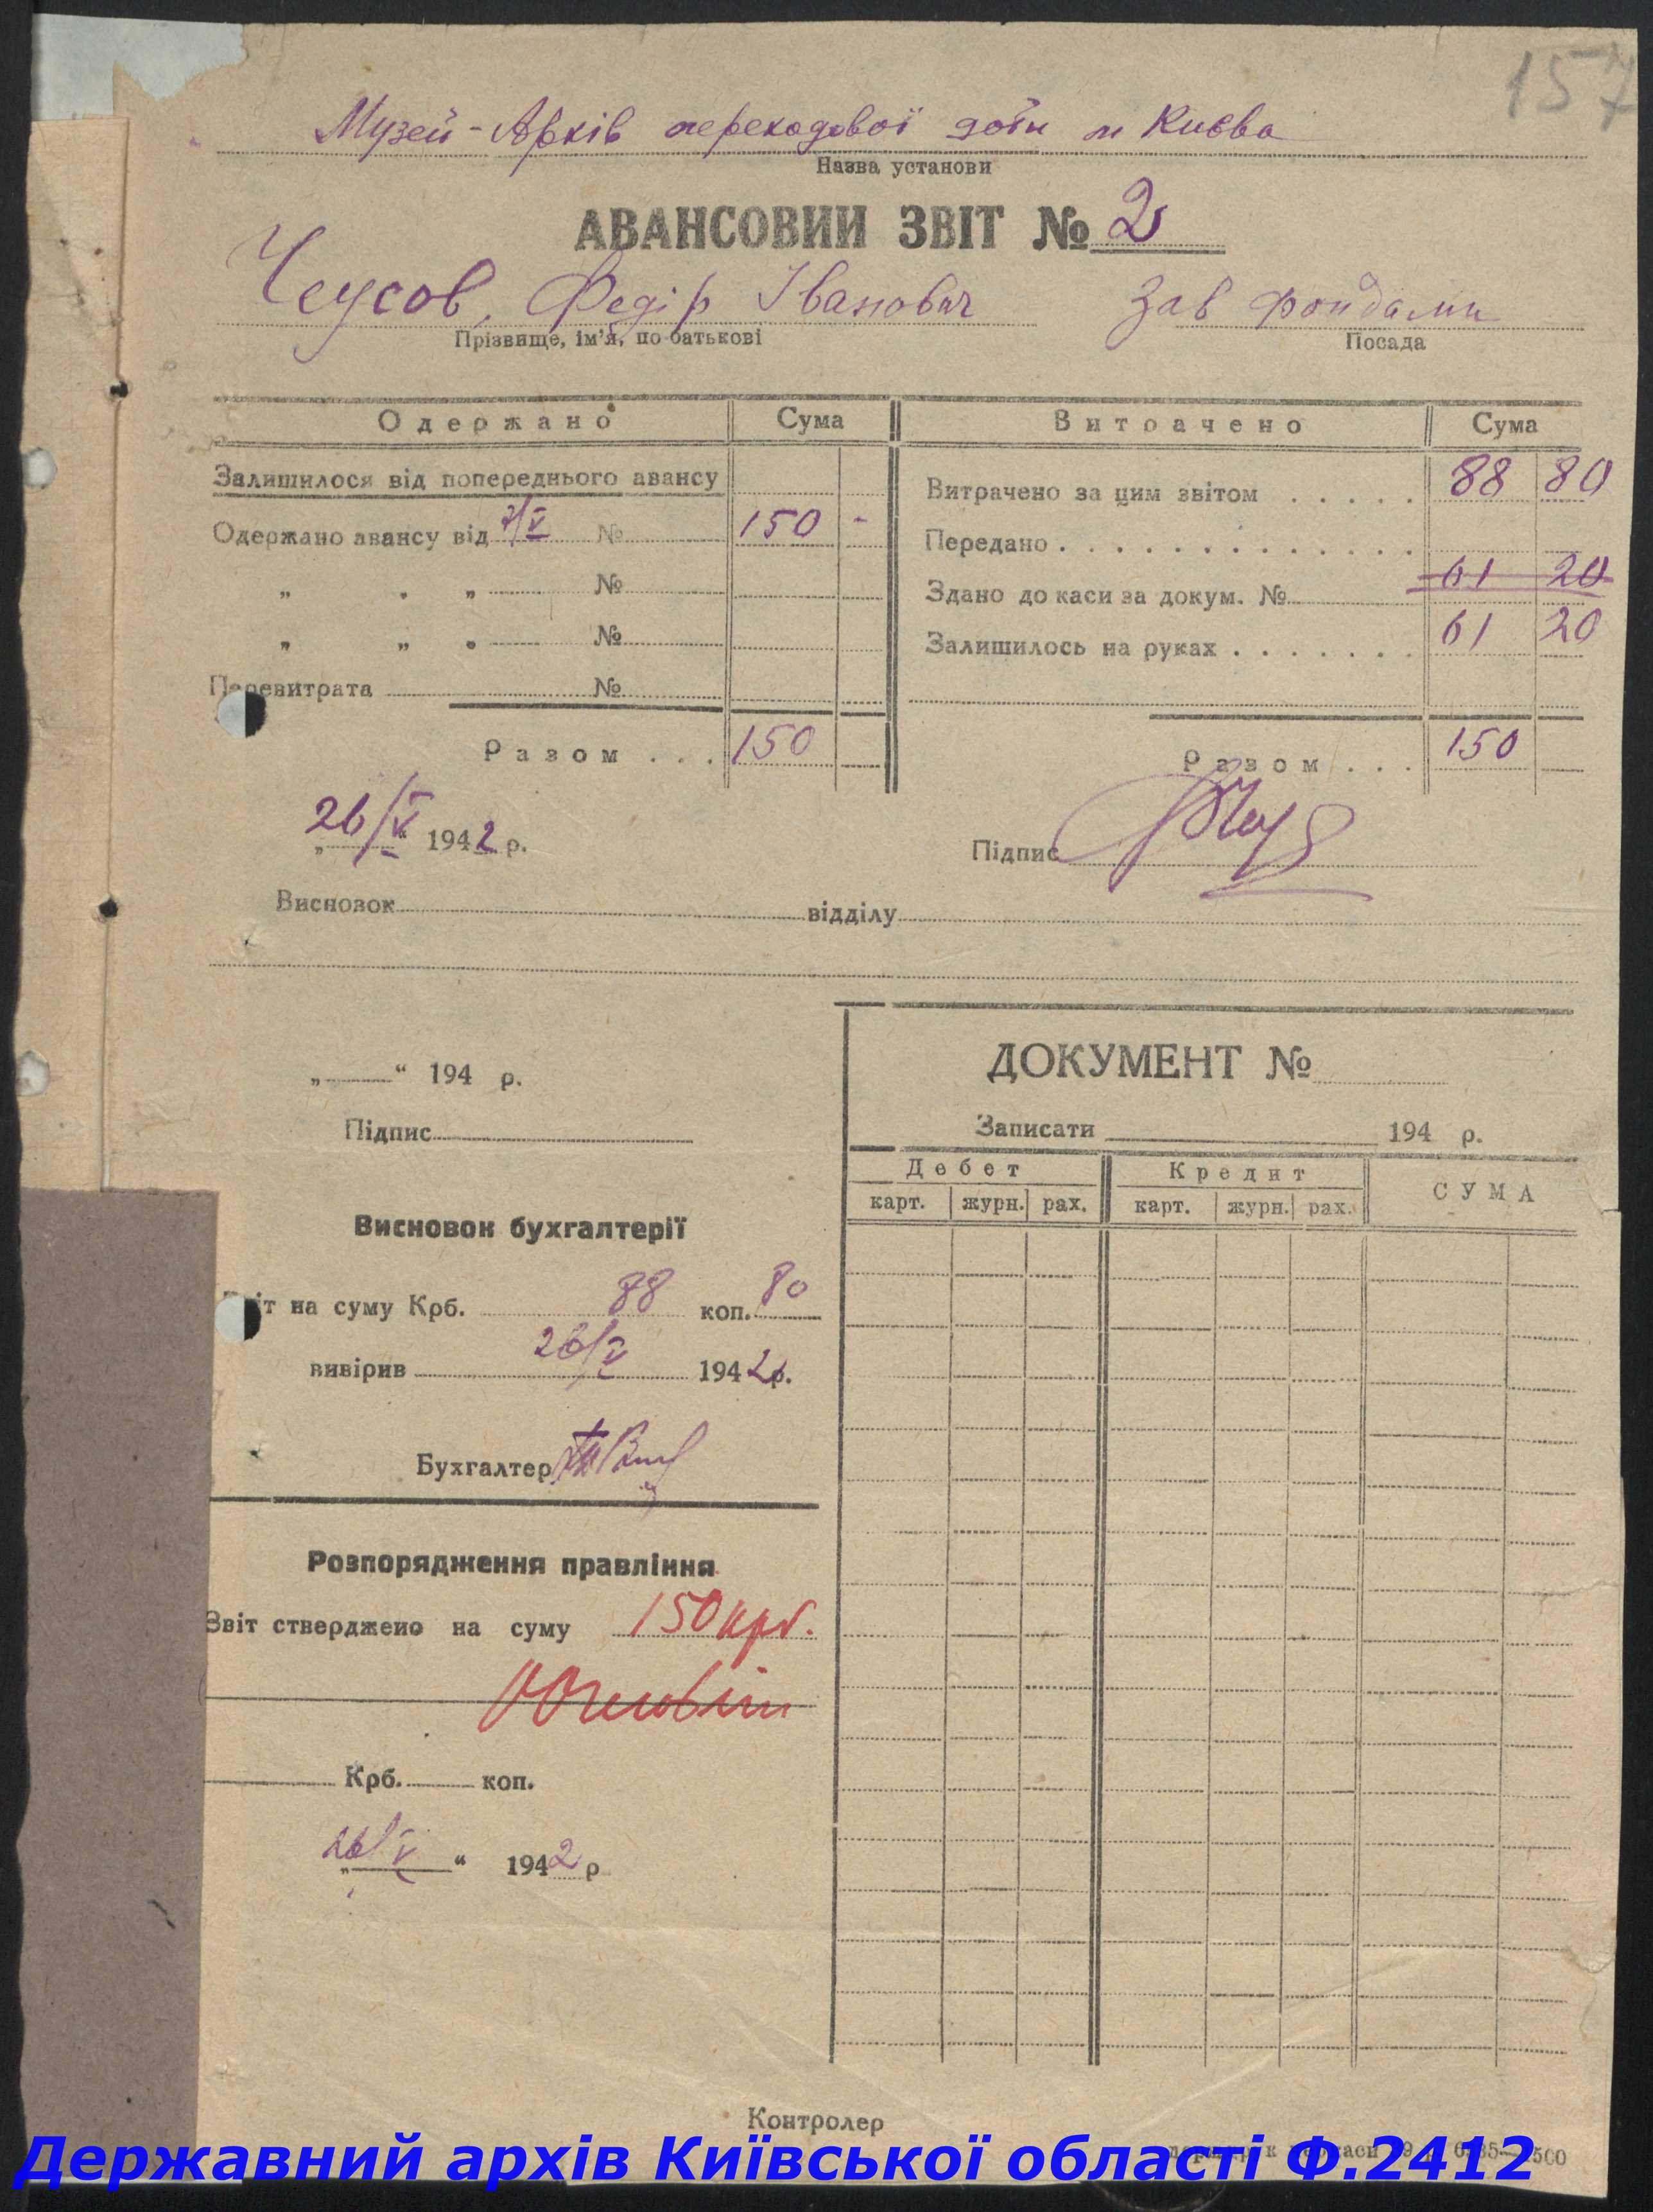 157
Музей-Архів переходової доби м Києва
Назва установи
АВАНСОВИЙ ЗВІТ № 2
Чеусов, Федір Іванович зав фондами
Прізвище, ім'я, по-батькові Посада
Одержано Сума Витрачено Сума
Залишилося від попереднього авансу
Витрачено за цим звітом . . . . . 88 80
Одержано авансу від 7/V № 150 -
Передано . . . . . . . . . . . . .
„ . „ № 
Здано до каси за докум. № 61 20
„ „ . № 
Залишилось на руках . . . . . . . 61 20
Перевитрата №
Разом . . . 150
Разом . . . 150
26/V 1942 р.
Підпис
Висновок відділу
„ “ 194 р.
Підпис
ДОКУМЕНТ №
Записати 194 р.
Дебет Кредит СУМА
карт. журн. рах. карт. журн. рах.
Висновок бухгалтерії
Звіт на суму Крб. 88 коп. 80
вивірив 26/V 1942 р.
Бухгалтер
Розпорядження правління
Звіт стверджено на суму 150 крб.
Крб. коп.
„26/V“ 1942 р
Контролер
Державний архів Київської області Ф.2412